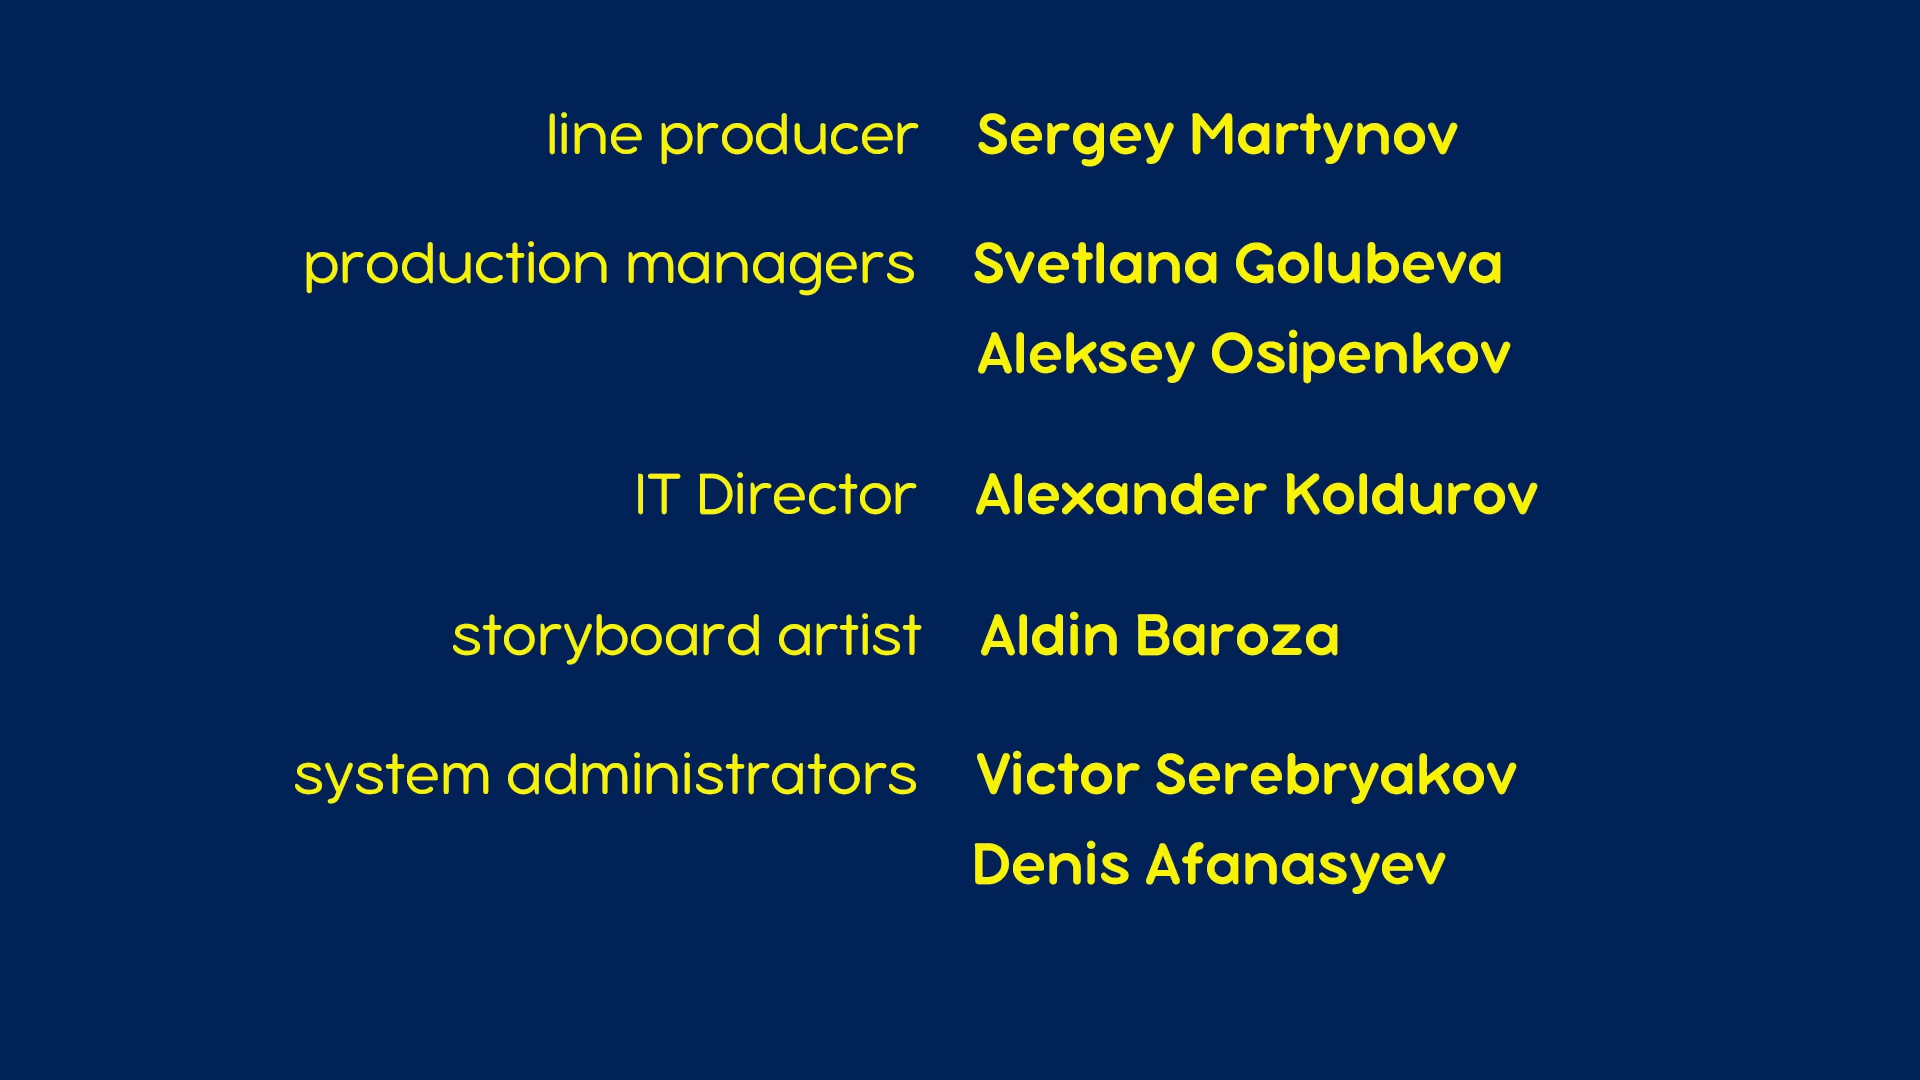 line producer Sergey Martynov
production managers Svetlana Golubeva
Aleksey Osipenkov
IT Director Alexander Koldurov
storyboard artist Aldin Baroza
system administrators Victor Serebryakov
Denis Afanasyev